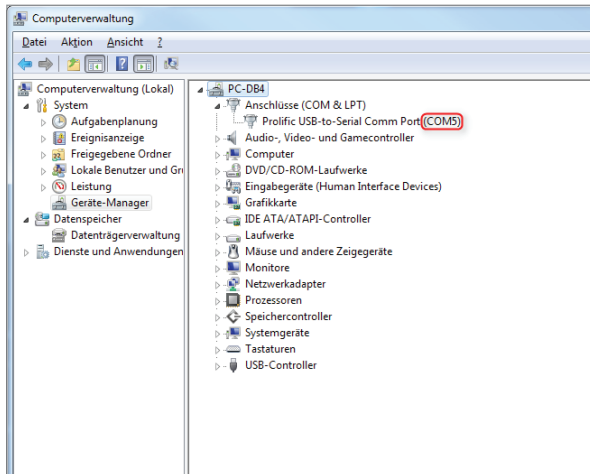 Computerverwaltung
Datei Aktion Ansicht ?
Computerverwaltung (Lokal)
System
Aufgabenplanung
Ereignisanzeige
Freigegebene Ordner
Lokale Benutzer und Gru
Leistung
Geräte-Manager
Datenspeicher
Datenträgerverwaltung
Dienste und Anwendungen
PC-DB4
Anschlüsse (COM & LPT)
Prolific USB-to-Serial Comm Port (COM5)
Audio-, Video- und Gamecontroller
Computer
DVD/CD-ROM-Laufwerke
Eingabegeräte (Human Interface Devices)
Grafikkarte
IDE ATA/ATAPI-Controller
Laufwerke
Mäuse und andere Zeigegeräte
Monitore
Netzwerkadapter
Prozessoren
Speichercontroller
Systemgeräte
Tastaturen
USB-Controller